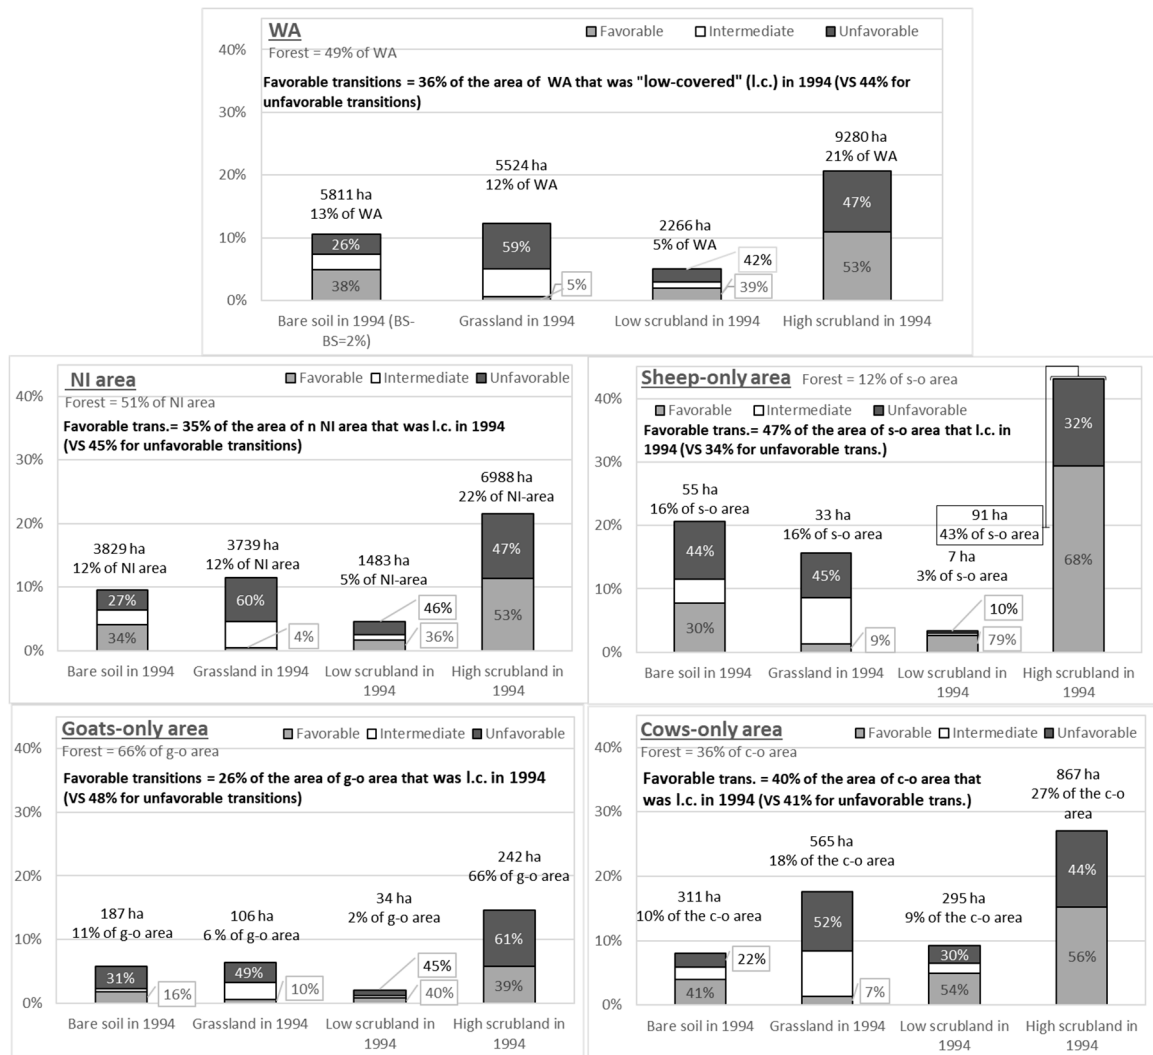 WA
Favorable Intermediate Unfavorable
Forest = 49% of WA
Favorable transitions = 36% of the area of WA that was "low-covered" (l.c.) in 1994 (VS 44% for
unfavorable transitions)
40%
30%
20%
10%
0%
5811 ha
13% of WA
26%
38%
5524 ha
12% of WA
59%
5%
2266 ha
5% of WA
42%
39%
9280 ha
21% of WA
47%
53%
Bare soil in 1994 (BS-
BS=2%)
Grassland in 1994
Low scrubland in 1994
High scrubland in 1994
NI area
Favorable Intermediate Unfavorable
Forest = 51% of NI area
Favorable trans.= 35% of the area of n NI area that was l.c. in 1994
(VS 45% for unfavorable transitions)
40%
30%
20%
10%
0%
3829 ha
12% of NI area
27%
34%
3739 ha
12% of NI area
60%
4%
1483 ha
5% of NI-area
46%
36%
6988 ha
22% of NI-area
47%
53%
Bare soil in 1994
Grassland in 1994
Low scrubland in
1994
High scrubland in
1994
Sheep-only area
Forest = 12% of s-o area
Favorable Intermediate Unfavorable
Favorable trans.= 47% of the area of s-o area that l.c. in
1994 (VS 34% for unfavorable trans.)
40%
30%
20%
10%
0%
55 ha
16% of s-o area
44%
30%
33 ha
16% of s-o area
45%
9%
91 ha
43% of s-o area
7 ha
3% of s-o area
10%
79%
32%
68%
Bare soil in 1994
Grassland in 1994
Low scrubland in
1994
High scrubland in
1994
Goats-only area
Favorable Intermediate Unfavorable
Forest = 66% of g-o area
Favorable transitions = 26% of the area of g-o area that was l.c. in 1994
(VS 48% for unfavorable transitions)
40%
30%
20%
10%
0%
187 ha
11% of g-o area
31%
16%
106 ha
6 % of g-o area
49%
10%
34 ha
2% of g-o area
45%
40%
242 ha
66% of g-o area
61%
39%
Bare soil in 1994
Grassland in 1994
Low scrubland in
1994
High scrubland in
1994
Cows-only area
Favorable Intermediate Unfavorable
Forest = 36% of c-o area
Favorable trans. = 40% of the area of c-o area that
was l.c. in 1994 (VS 41% for unfavorable trans.)
40%
30%
20%
10%
0%
311 ha
10% of the c-o area
22%
41%
565 ha
18% of the c-o area
52%
7%
295 ha
9% of the c-o area
30%
54%
867 ha
27% of the c-o
area
44%
56%
Bare soil in 1994
Grassland in 1994
Low scrubland in
1994
High scrubland in
1994